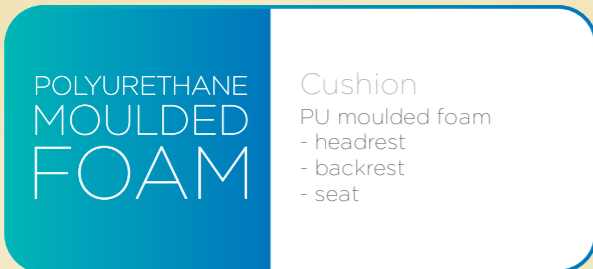 POLYURETHANE
MOULDED
FOAM
Cushion
PU moulded foam
- headrest
- backrest
- seat